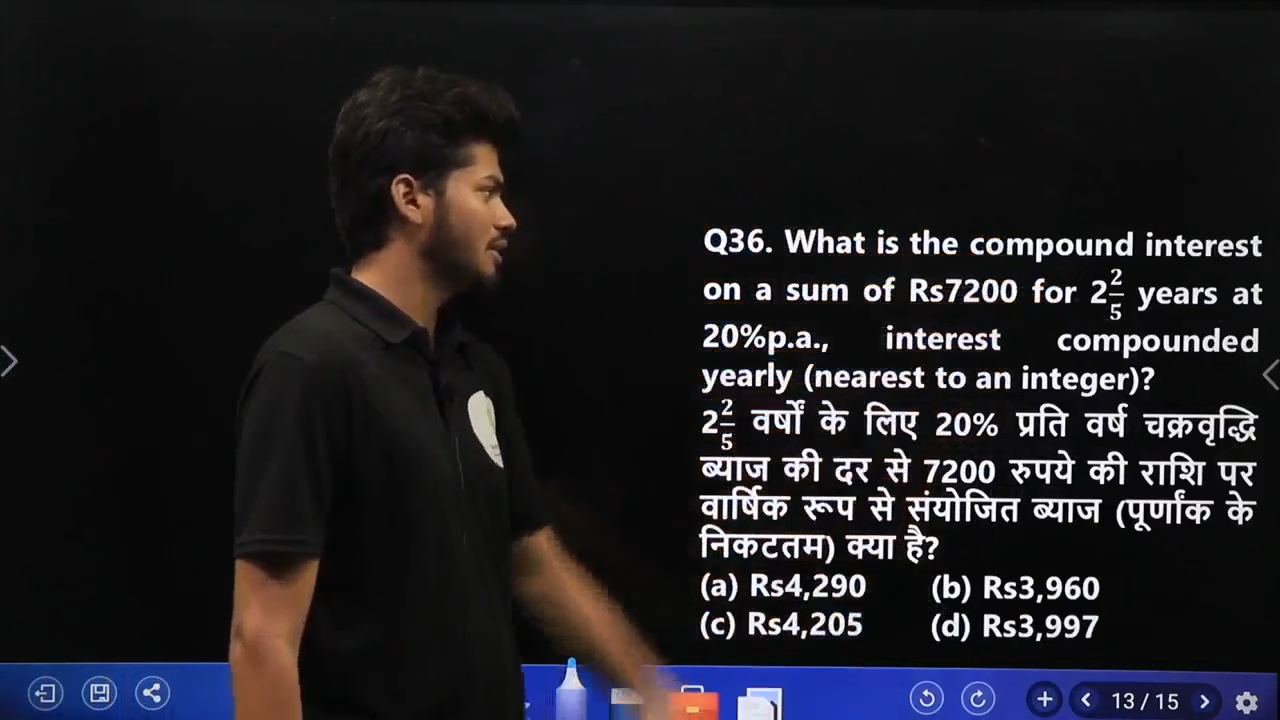 Q36. What is the compound interest
on a sum of Rs7200 for 2 2/5 years at
20%p.a., interest compounded
yearly (nearest to an integer)?
2 2/5 वर्षों के लिए 20% प्रति वर्ष चक्रवृद्धि
ब्याज की दर से 7200 रुपये की राशि पर
वार्षिक रूप से संयोजित ब्याज (पूर्णांक के
निकटतम) क्या है?
(a) Rs4,290 (b) Rs3,960
(c) Rs4,205 (d) Rs3,997
13 / 15